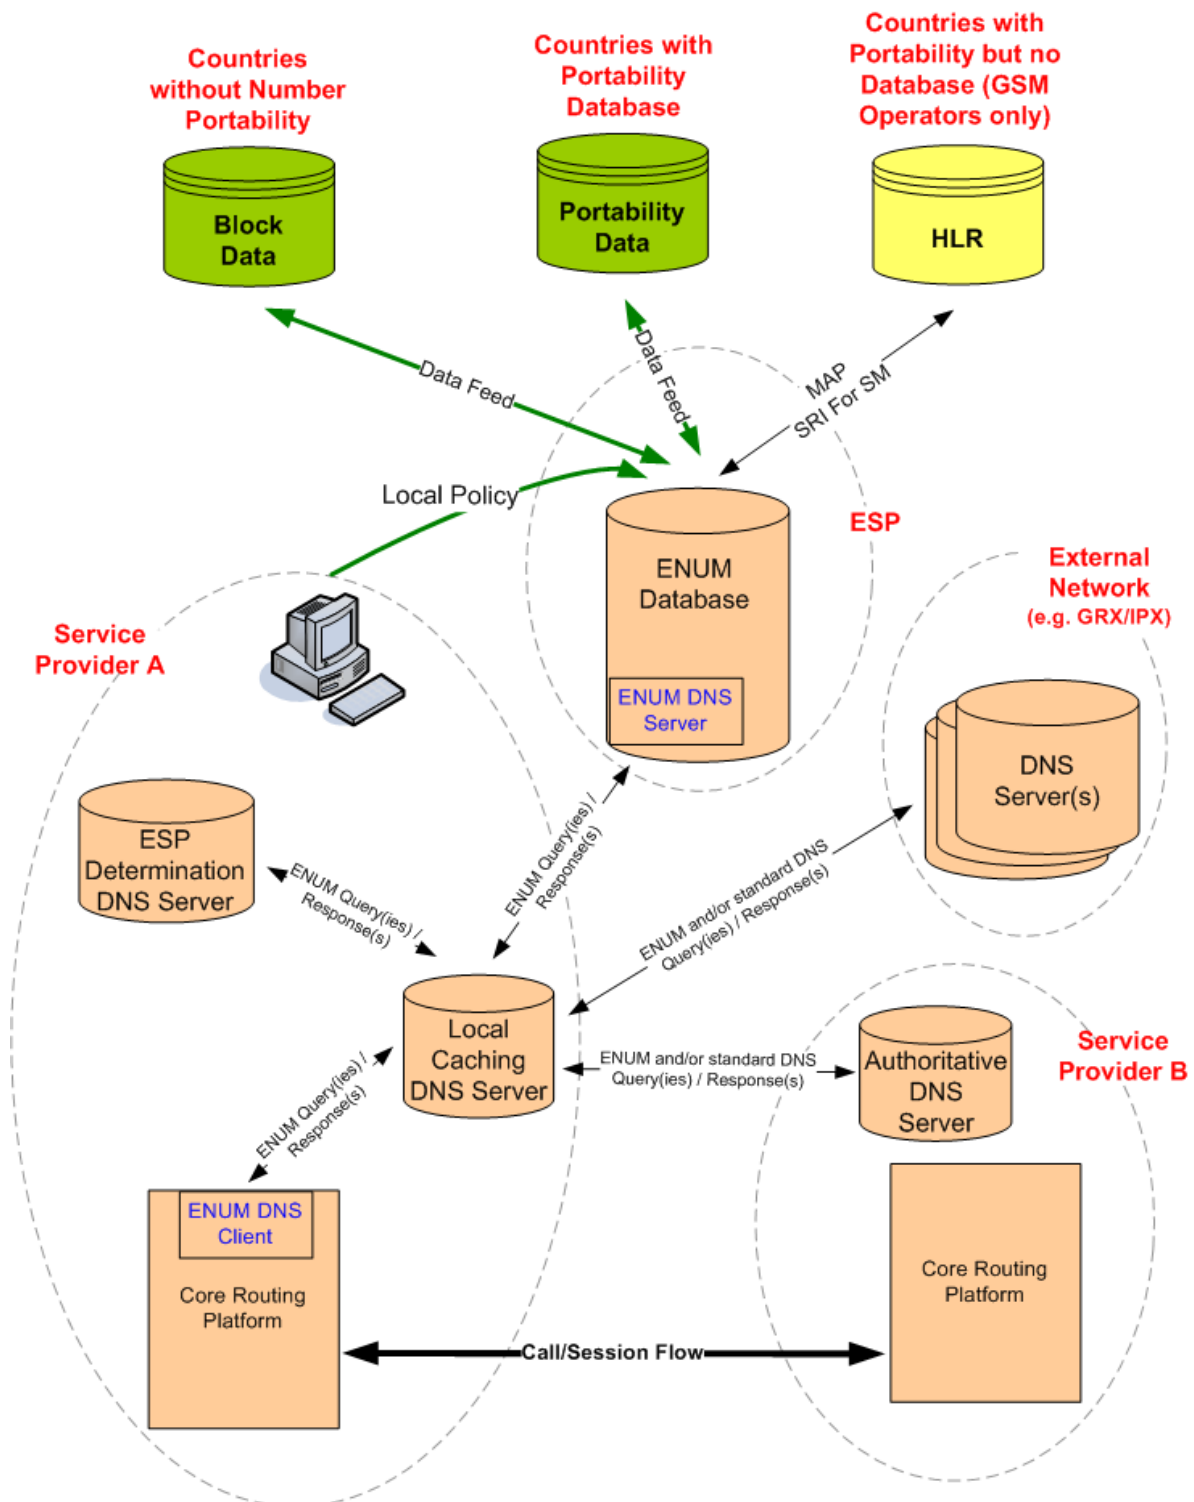 Countries
without Number
Portability
Countries with
Portability
Database
Countries with
Portability but no
Database (GSM
Operators only)
Block
Data
Portability
Data
HLR
Data Feed
Data Feed
MAP
SRI For SM
Local Policy
ESP
ENUM
Database
ENUM DNS
Server
External
Network
(e.g. GRX/IPX)
DNS
Server(s)
Service
Provider A
ESP
Determination
DNS Server
ENUM Query(ies) /
Response(s)
ENUM Query(ies) /
Response(s)
ENUM and/or standard DNS
Query(ies) / Response(s)
Local
Caching
DNS Server
ENUM and/or standard DNS
Query(ies) / Response(s)
Authoritative
DNS
Server
Service
Provider B
ENUM Query(ies) /
Response(s)
ENUM DNS
Client
Core Routing
Platform
Core Routing
Platform
Call/Session Flow